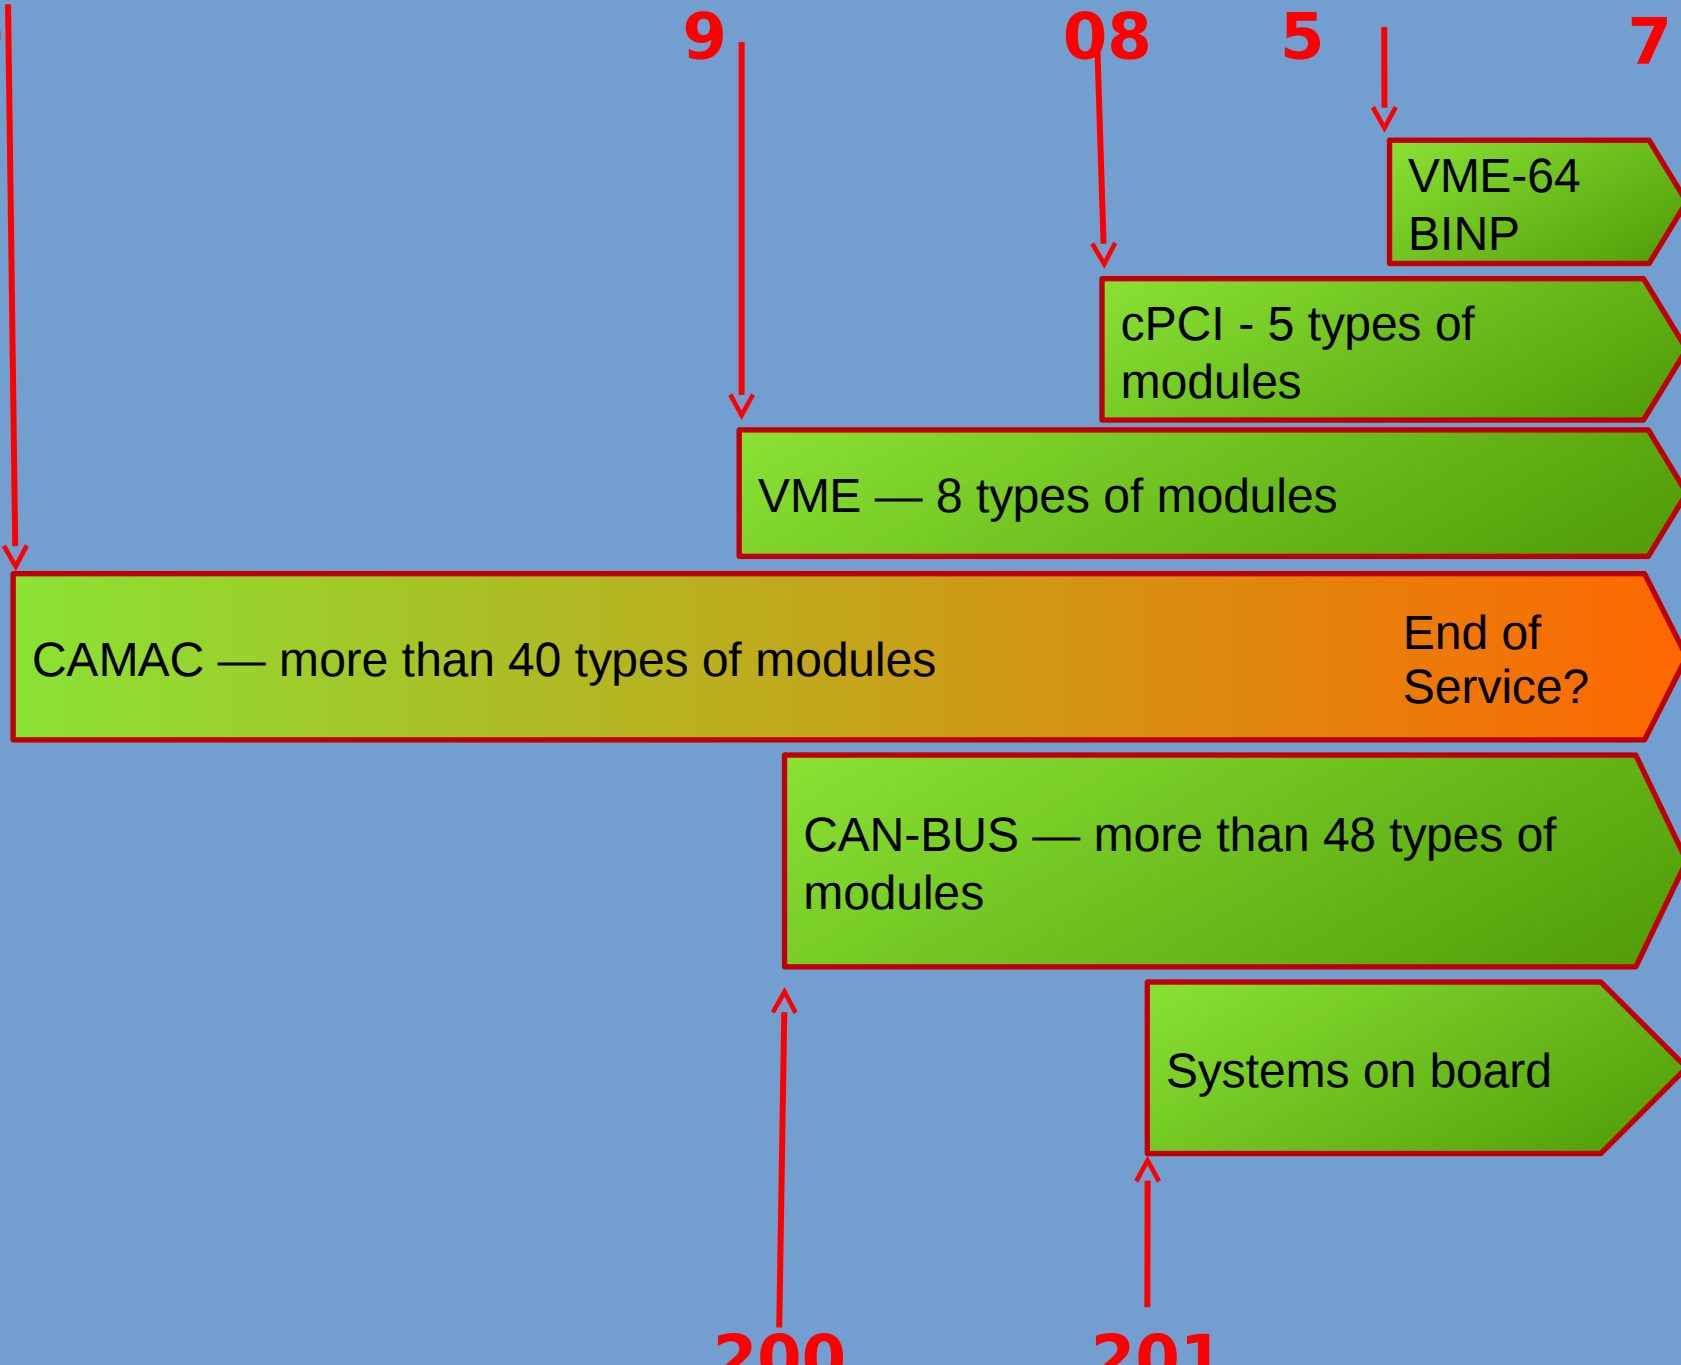 9 08 5 7
VME-64
BINP
cPCI - 5 types of
modules
VME — 8 types of modules
CAMAC — more than 40 types of modules
End of
Service?
CAN-BUS — more than 48 types of
modules
Systems on board
200 201